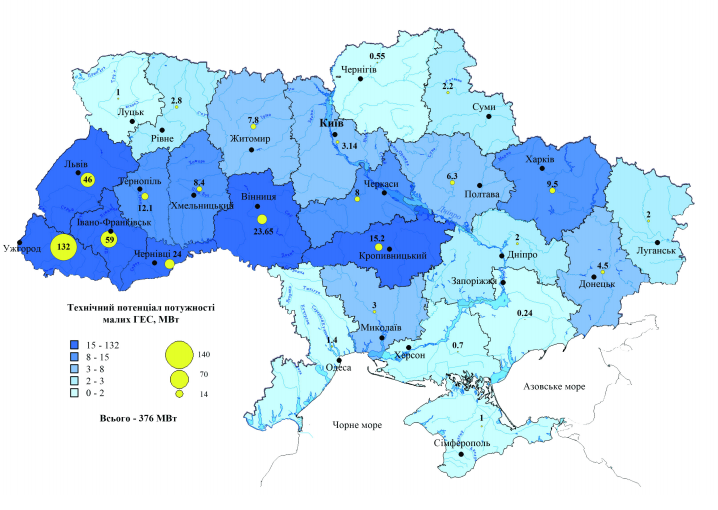 0.55
Чернігів
1
2.8
2.2
Луцьк
Рівне
Суми
7.8
Житомир
Київ
3.14
Львів
46
Тернопіль
8.4
12.1
Хмельницький
Вінниця
23.65
8
Черкаси
6.3
Полтава
Харків
9.5
Ужгород
132
Івано-Франківськ
59
Чернівці 24
15.2
Кропивницький
2
Дніпро
2
Луганськ
4.5
Донецьк
Запоріжжя
3
Миколаїв
0.24
0.7
Херсон
1.4
Одеса
1
Сімферополь
Азовське море
Чорне море
Технічний потенціал потужності
малих ГЕС, МВт
15 - 132
8 - 15
3 - 8
2 - 3
0 - 2
140
70
14
Всього - 376 МВт